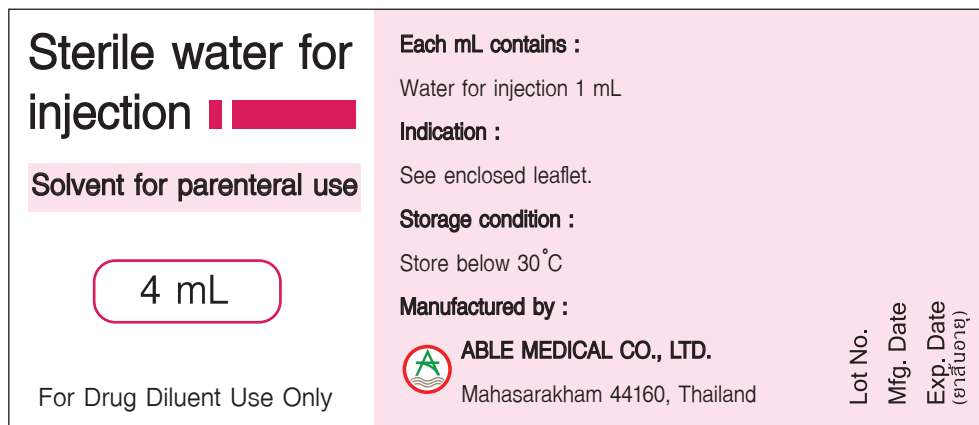 Sterile water for
injection
Solvent for parenteral use
4 mL
For Drug Diluent Use Only
Each mL contains :
Water for injection 1 mL
Indication :
See enclosed leaflet.
Storage condition :
Store below 30°C
Manufactured by :
ABLE MEDICAL CO., LTD.
Mahasarakham 44160, Thailand
Lot No.
Mfg. Date
Exp. Date
(ยาสิ้นอายุ)